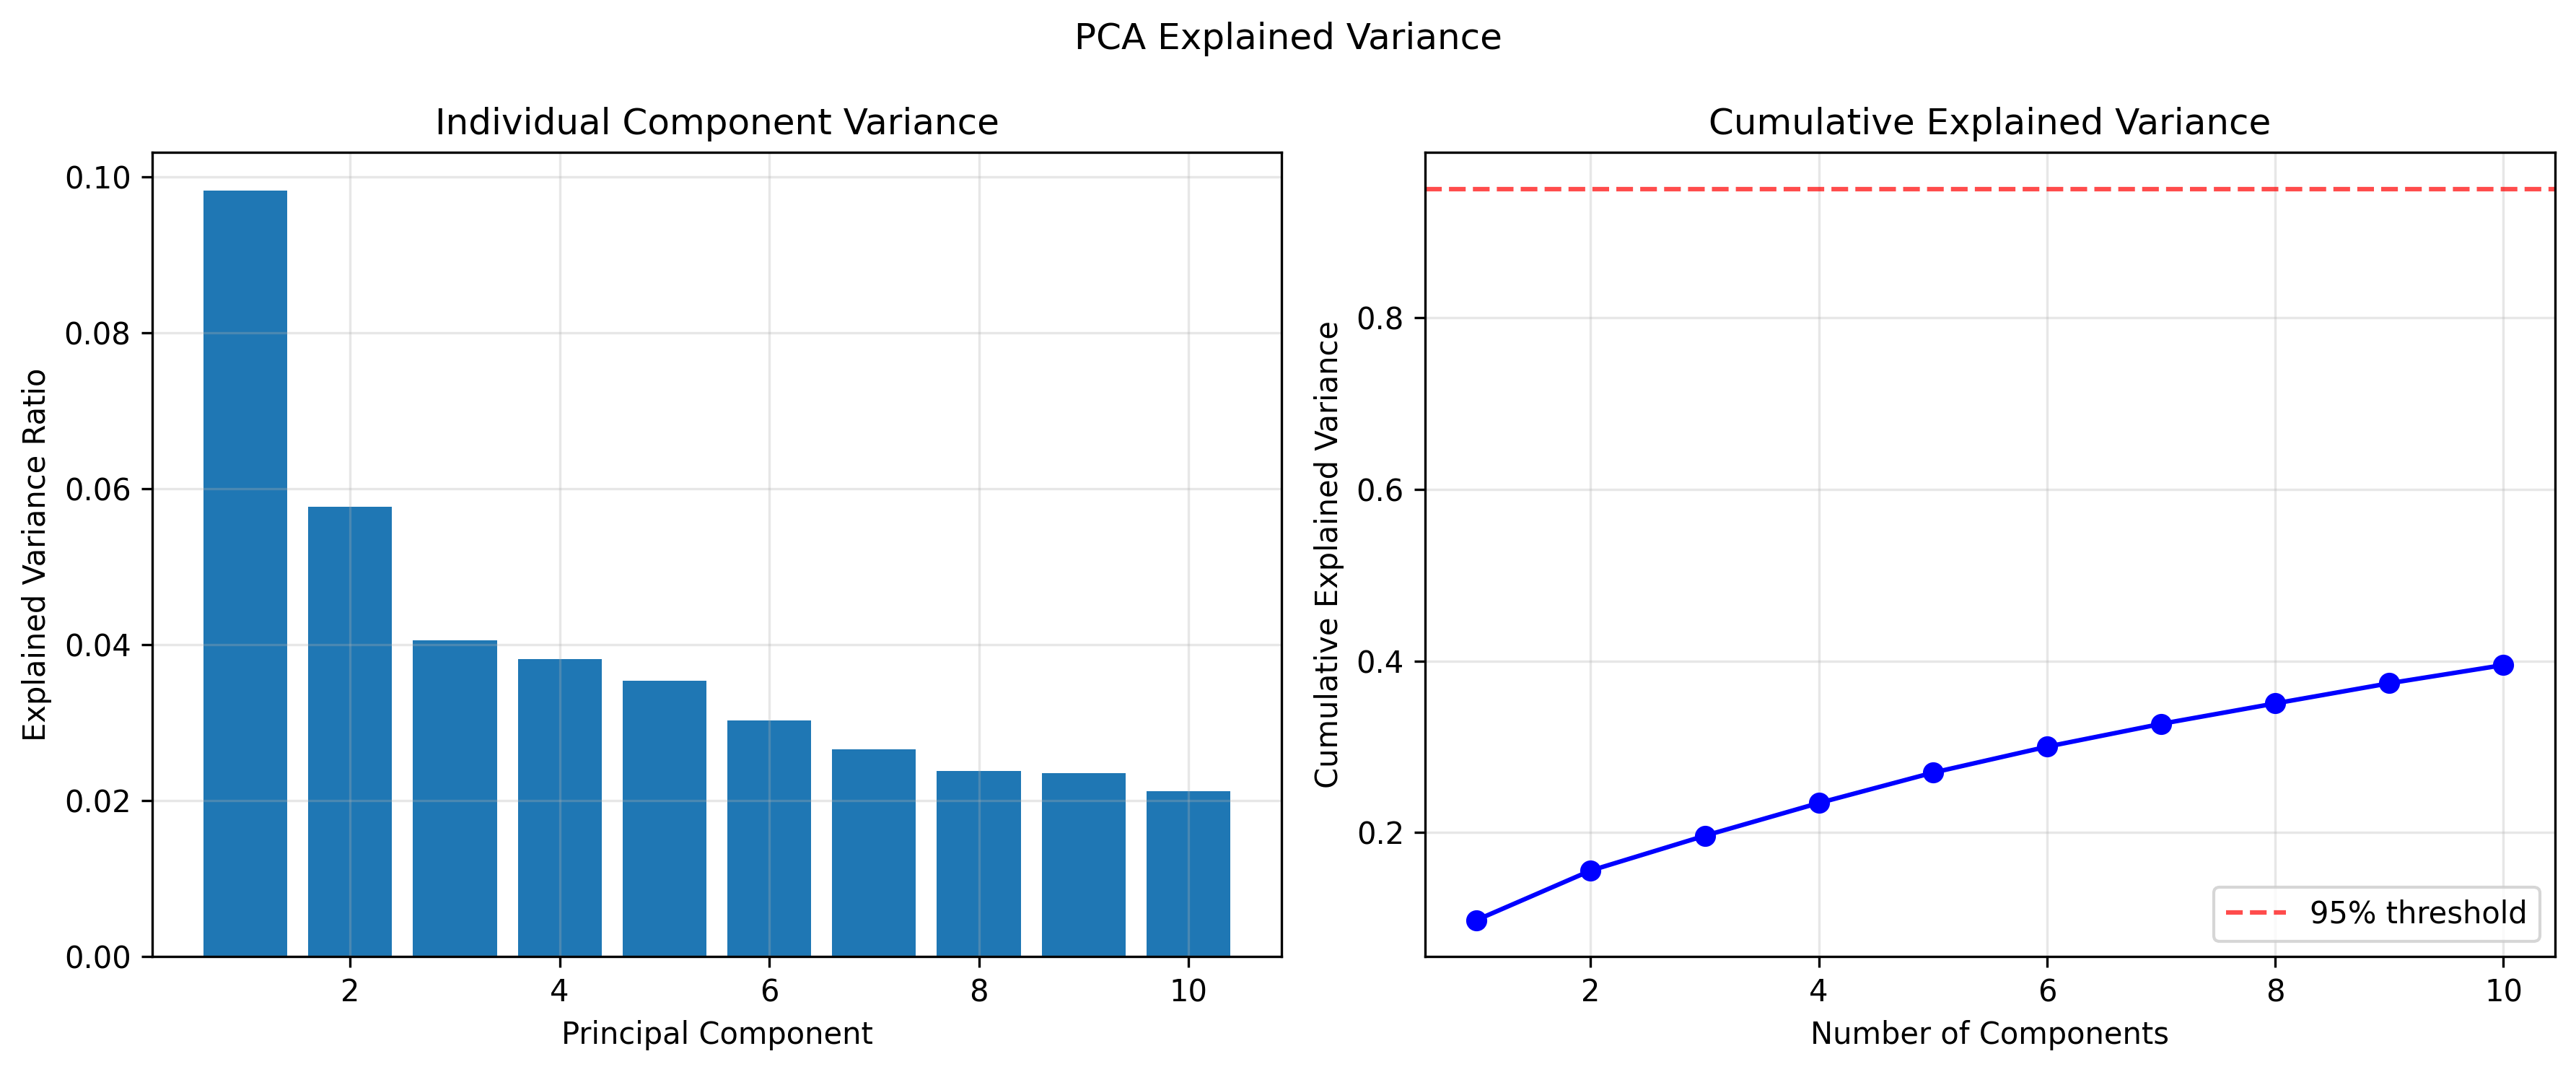 PCA Explained Variance
Individual Component Variance
Explained Variance Ratio
0.10
0.08
0.06
0.04
0.02
0.00
2 4 6 8 10
Principal Component
Cumulative Explained Variance
Cumulative Explained Variance
0.8
0.6
0.4
0.2
95% threshold
2 4 6 8 10
Number of Components